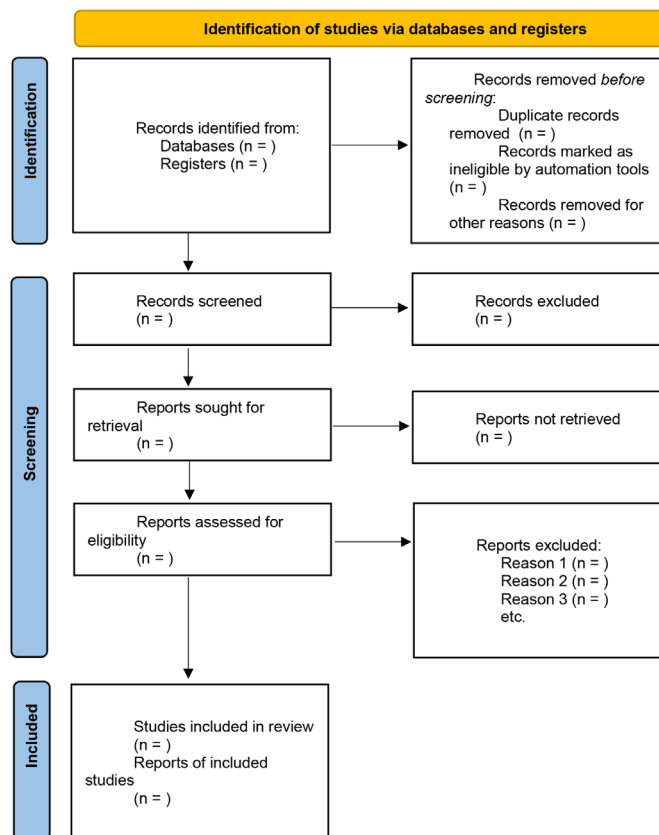 Identification of studies via databases and registers
Identification
Records identified from:
Databases (n = )
Registers (n = )
Records removed before
screening:
Duplicate records
removed (n = )
Records marked as
ineligible by automation tools
(n = )
Records removed for
other reasons (n = )
Screening
Records screened
(n = )
Records excluded
(n = )
Reports sought for
retrieval
(n = )
Reports not retrieved
(n = )
Reports assessed for
eligibility
(n = )
Reports excluded:
Reason 1 (n = )
Reason 2 (n = )
Reason 3 (n = )
etc.
Included
Studies included in review
(n = )
Reports of included
studies
(n = )